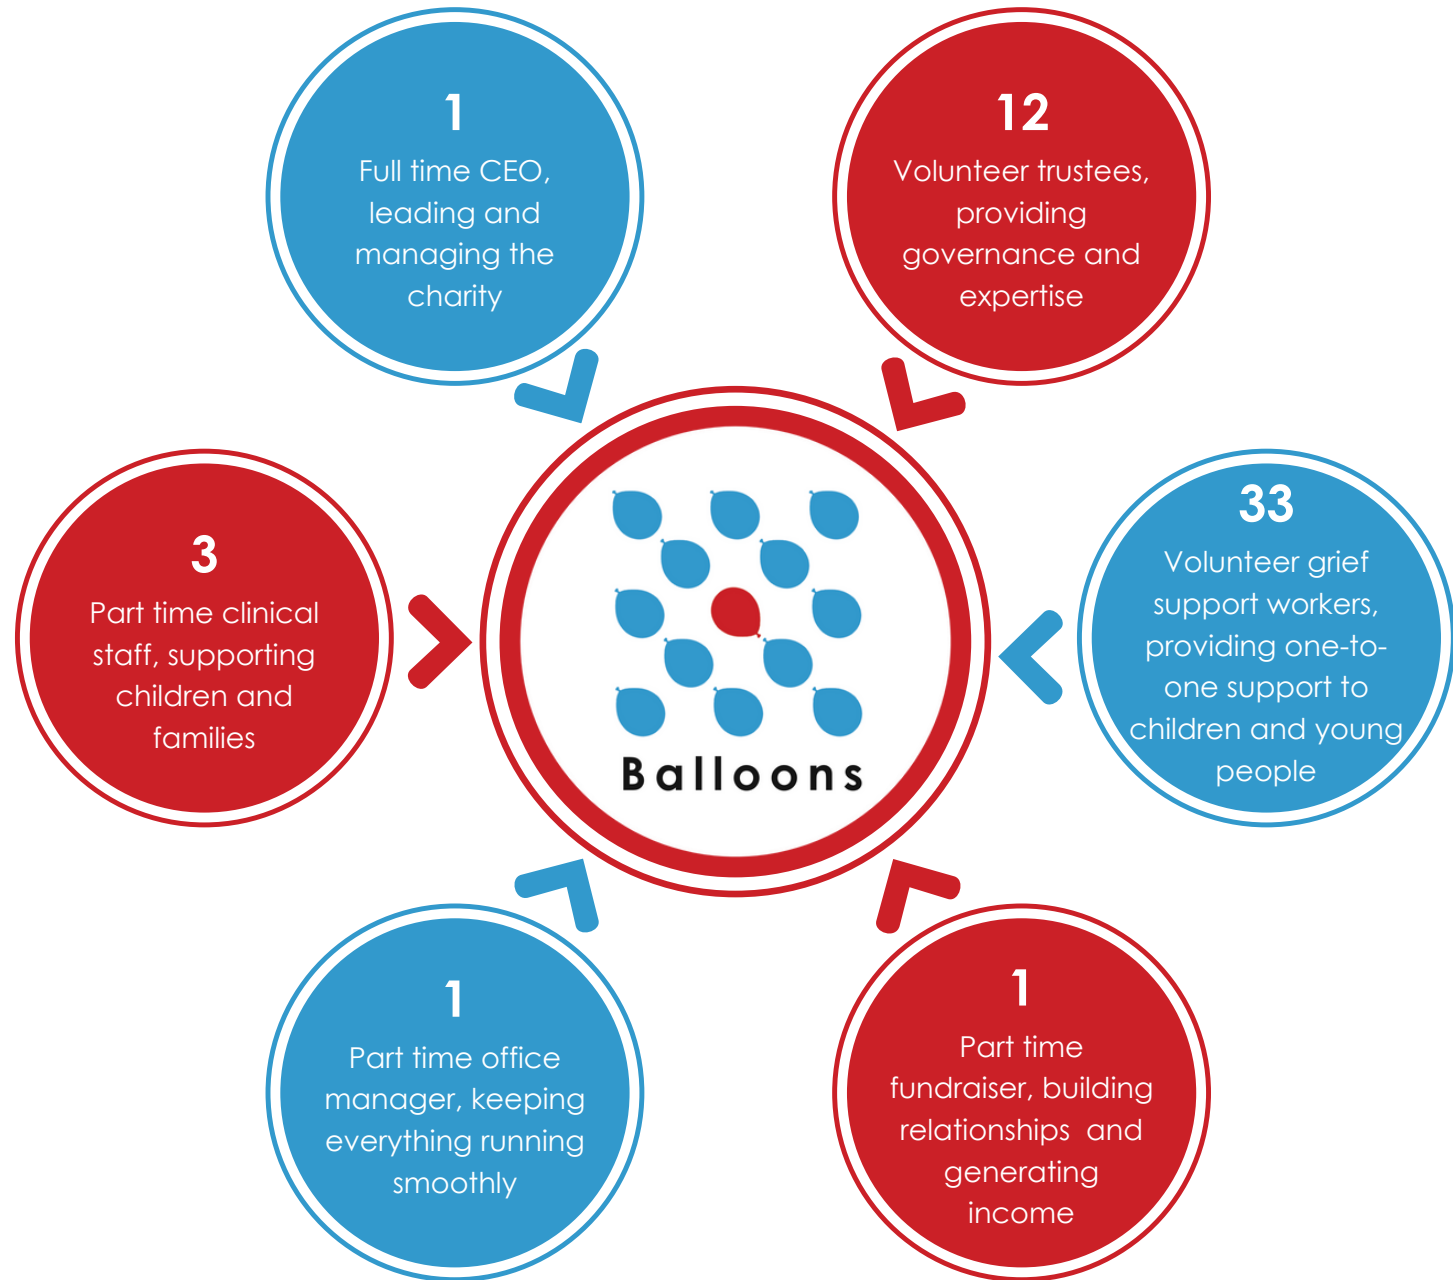 1
Full time CEO,
leading and
managing the
charity
12
Volunteer trustees,
providing
governance and
expertise
3
Part time clinical
staff, supporting
children and
families
Balloons
33
Volunteer grief
support workers,
providing one-to-
one support to
children and young
people
1
Part time office
manager, keeping
everything running
smoothly
1
Part time
fundraiser, building
relationships and
generating
income